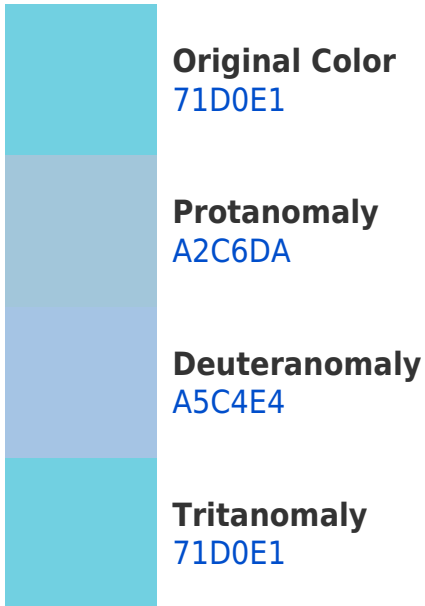 Original Color
71D0E1
Protanomaly
A2C6DA
Deuteranomaly
A5C4E4
Tritanomaly
71D0E1